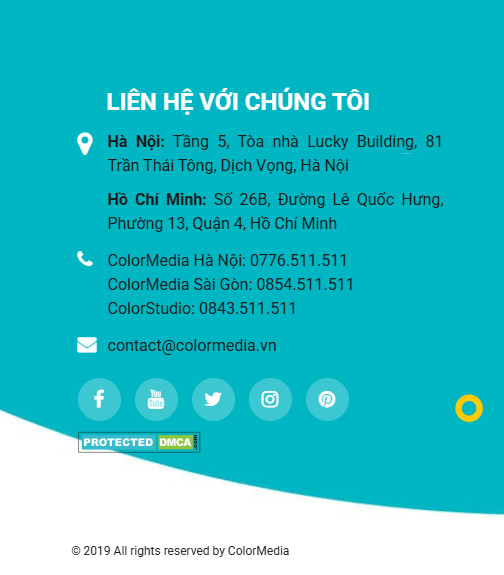 LIÊN HỆ VỚI CHÚNG TÔI
Hà Nội: Tầng 5, Tòa nhà Lucky Building, 81
Trần Thái Tông, Dịch Vọng, Hà Nội
Hồ Chí Minh: Số 26B, Đường Lê Quốc Hưng,
Phường 13, Quận 4, Hồ Chí Minh
ColorMedia Hà Nội: 0776.511.511
ColorMedia Sài Gòn: 0854.511.511
ColorStudio: 0843.511.511
contact@colormedia.vn
You Tube
PROTECTED DMCA .com
© 2019 All rights reserved by ColorMedia